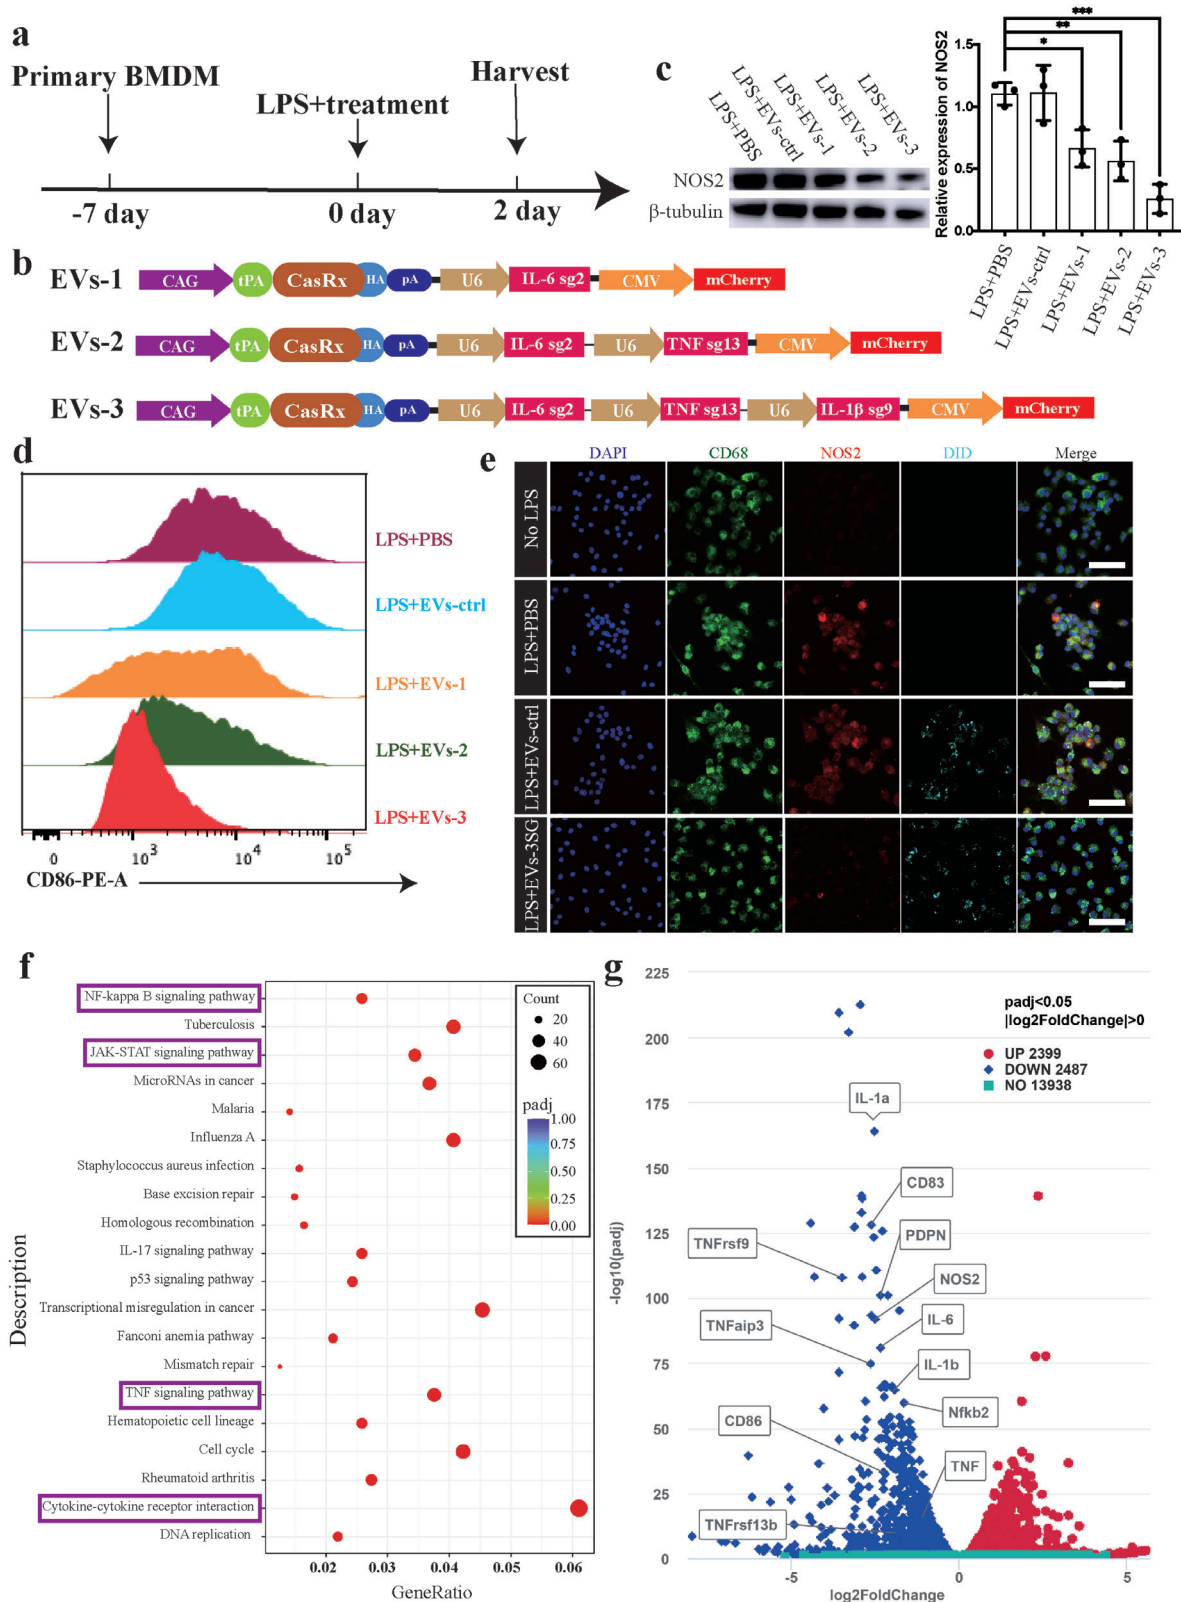 a
Primary BMDM
LPS+treatment
Harvest
-7 day
0 day
2 day
c
LPS+PBS
LPS+EVs-ctrl
LPS+EVs-1
LPS+EVs-2
LPS+EVs-3
NOS2
β-tubulin
Relative expression of NOS2
1.5
1.0
0.5
0.0
***
**
*
LPS+PBS
LPS+EVs-ctrl
LPS+EVs-1
LPS+EVs-2
LPS+EVs-3
b
EVs-1 CAG tPA CasRx HA pA U6 IL-6 sg2 CMV mCherry
EVs-2 CAG tPA CasRx HA pA U6 IL-6 sg2 U6 TNF sg13 CMV mCherry
EVs-3 CAG tPA CasRx HA pA U6 IL-6 sg2 U6 TNF sg13 U6 IL-1β sg9 CMV mCherry
d
LPS+PBS
LPS+EVs-ctrl
LPS+EVs-1
LPS+EVs-2
LPS+EVs-3
0 10³ 10⁴ 10⁵
CD86-PE-A
e
DAPI CD68 NOS2 DID Merge
No LPS
LPS+PBS
LPS+EVs-ctrl
LPS+EVs-3SG
f
Description
NF-kappa B signaling pathway
Tuberculosis
JAK-STAT signaling pathway
MicroRNAs in cancer
Malaria
Influenza A
Staphylococcus aureus infection
Base excision repair
Homologous recombination
IL-17 signaling pathway
p53 signaling pathway
Transcriptional misregulation in cancer
Fanconi anemia pathway
Mismatch repair
TNF signaling pathway
Hematopoietic cell lineage
Cell cycle
Rheumatoid arthritis
Cytokine-cytokine receptor interaction
DNA replication
0.02 0.03 0.04 0.05 0.06
GeneRatio
Count
20
40
60
padj
1.00
0.75
0.50
0.25
0.00
g
225
200
175
150
125
100
75
50
25
0
-log10(padj)
padj<0.05
|log2FoldChange|>0
UP 2399
DOWN 2487
NO 13938
IL-1a
CD83
PDPN
TNFrsf9
NOS2
TNFaip3
IL-6
IL-1b
CD86
Nfkb2
TNF
TNFrsf13b
-5 0 5
log2FoldChange